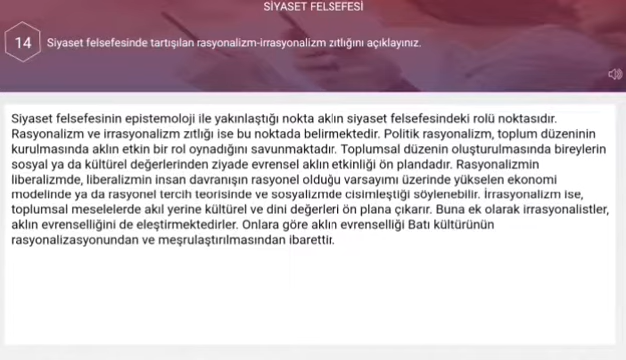 SİYASET FELSEFESİ
14 Siyaset felsefesinde tartışılan rasyonalizm-irrasyonalizm zıtlığını açıklayınız.
Siyaset felsefesinin epistemoloji ile yakınlaştığı nokta aklın siyaset felsefesindeki rolü noktasıdır.
Rasyonalizm ve irrasyonalizm zıtlığı ise bu noktada belirmektedir. Politik rasyonalizm, toplum düzeninin
kurulmasında aklın etkin bir rol oynadığını savunmaktadır. Toplumsal düzenin oluşturulmasında bireylerin
sosyal ya da kültürel değerlerinden ziyade evrensel aklın etkinliği ön plandadır. Rasyonalizmin
liberalizmde, liberalizmin insan davranışın rasyonel olduğu varsayımı üzerinde yükselen ekonomi
modelinde ya da rasyonel tercih teorisinde ve sosyalizmde cisimleştiği söylenebilir. İrrasyonalizm ise,
toplumsal meselelerde akıl yerine kültürel ve dini değerleri ön plana çıkarır. Buna ek olarak irrasyonalistler,
aklın evrenselliğini de eleştirmektedirler. Onlara göre aklın evrenselliği Batı kültürünün
rasyonalizasyonundan ve meşrulaştırılmasından ibarettir.